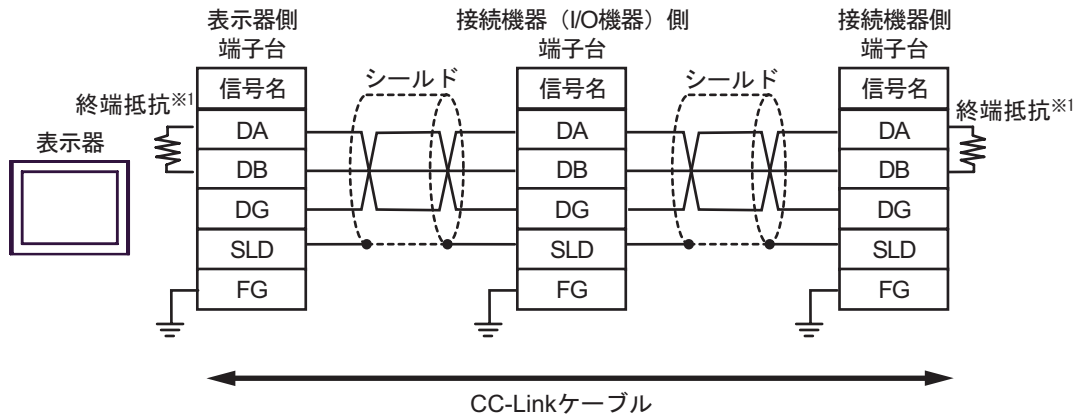 表示器側
端子台
接続機器（I/O機器）側
端子台
接続機器側
端子台
信号名
シールド
信号名
シールド
信号名
終端抵抗※1
終端抵抗※1
表示器
DA
DB
DG
SLD
FG
DA
DB
DG
SLD
FG
DA
DB
DG
SLD
FG
CC-Linkケーブル